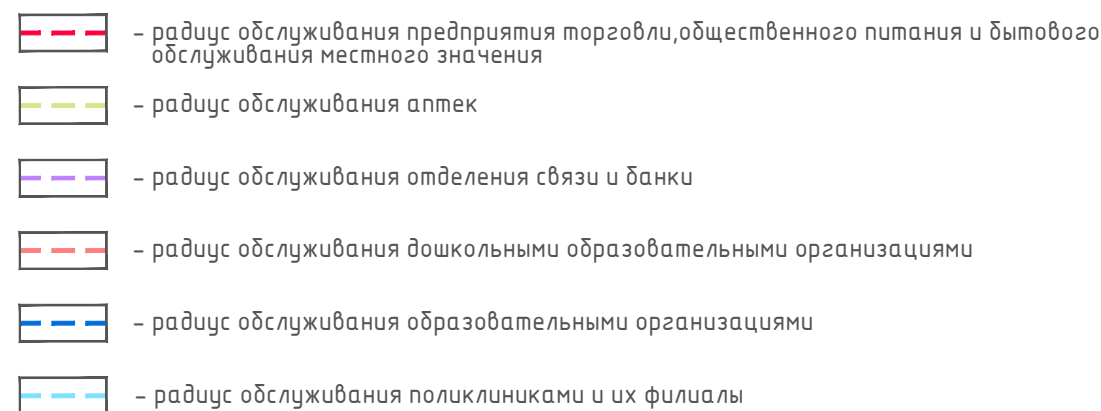 – радиус обслуживания предприятия торговли,общественного питания и бытового
обслуживания местного значения
– радиус обслуживания аптек
– радиус обслуживания отделения связи и банки
– радиус обслуживания дошкольными образовательными организациями
– радиус обслуживания образовательными организациями
– радиус обслуживания поликлиниками и их филиалы